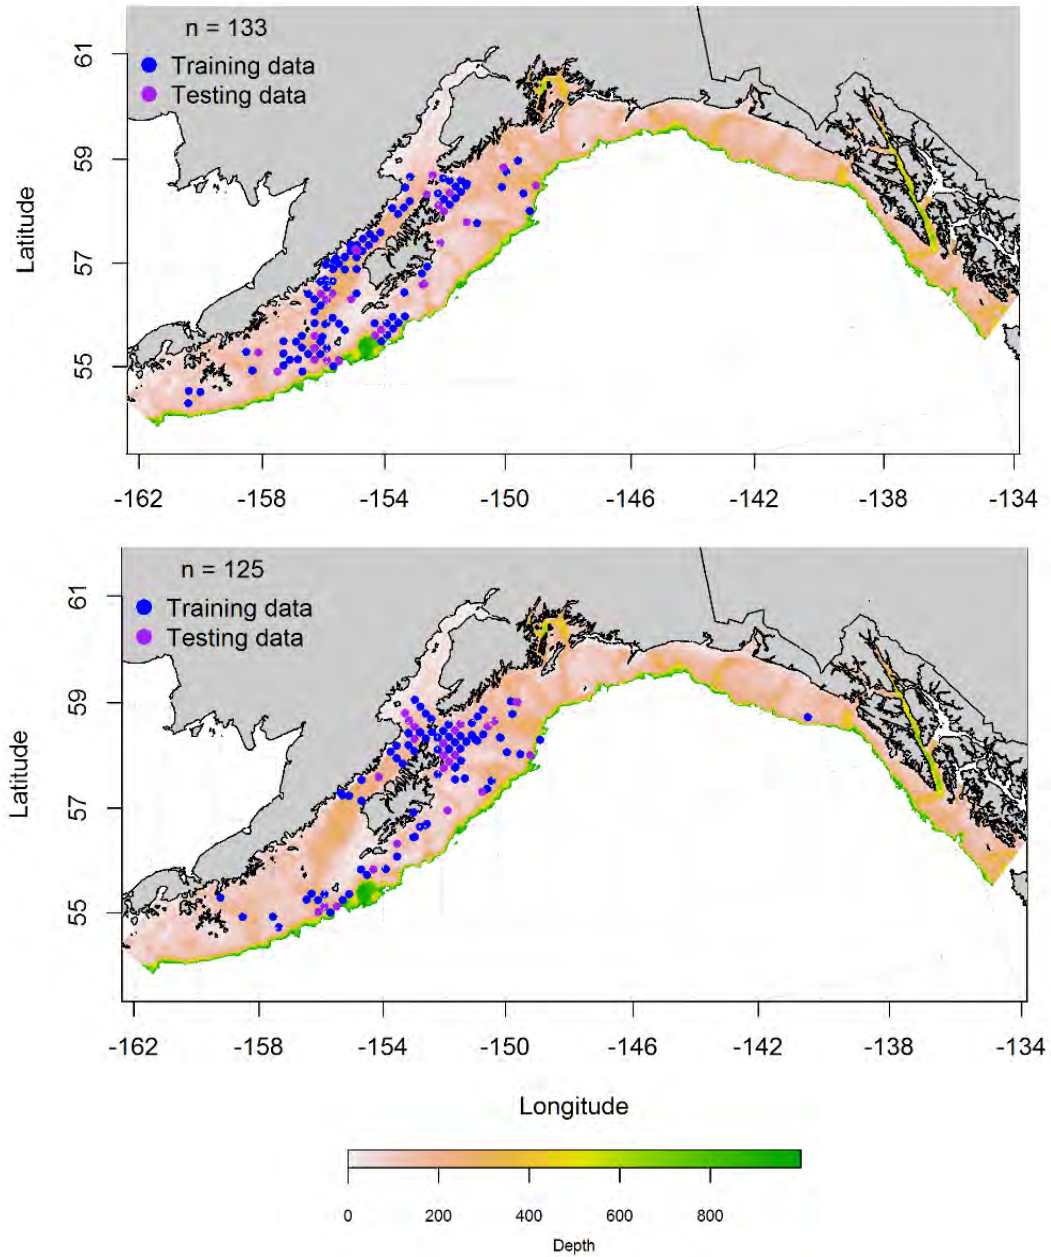 n = 133
Training data
Testing data
61
59
57
55
Latitude
-162 -158 -154 -150 -146 -142 -138 -134
n = 125
Training data
Testing data
61
59
57
55
Latitude
-162 -158 -154 -150 -146 -142 -138 -134
Longitude
0 200 400 600 800
Depth